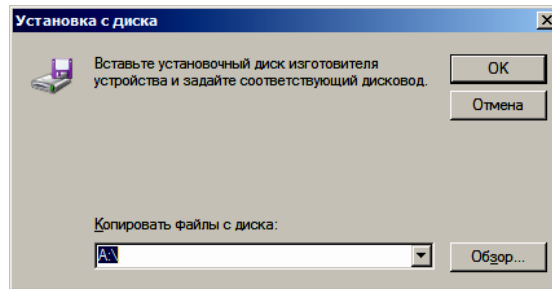 Установка с диска
Вставьте установочный диск изготовителя
устройства и задайте соответствующий дисковод.
OK
Отмена
Копировать файлы с диска:
A:\
Обзор...